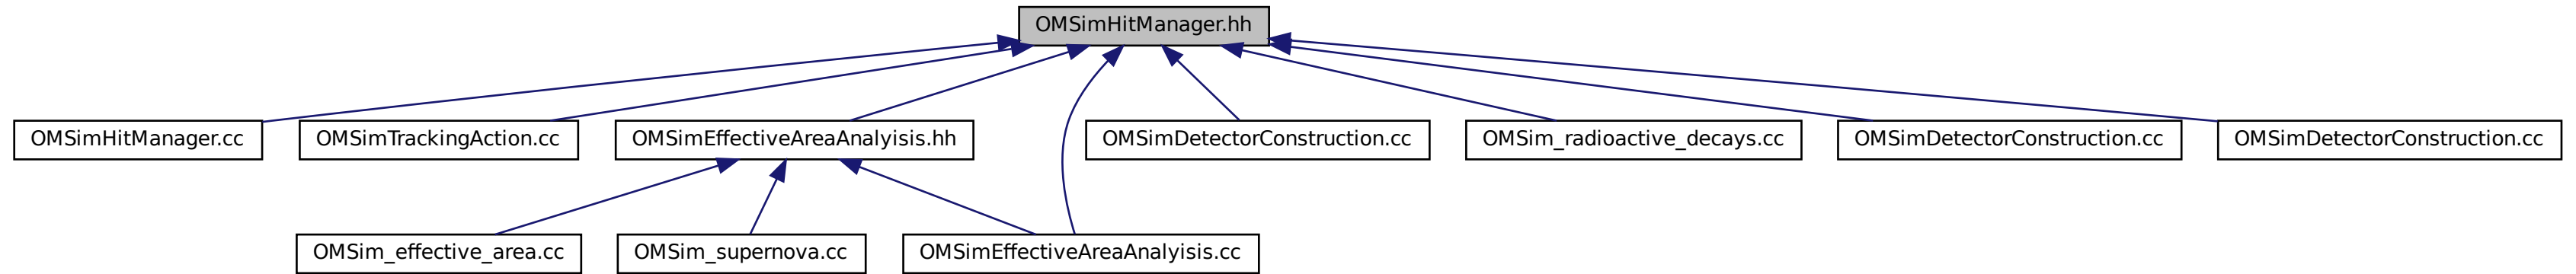 OMSimHitManager.hh
OMSimHitManager.cc
OMSimTrackingAction.cc
OMSimEffectiveAreaAnalyisis.hh
OMSimDetectorConstruction.cc
OMSim_radioactive_decays.cc
OMSimDetectorConstruction.cc
OMSimDetectorConstruction.cc
OMSim_effective_area.cc
OMSim_supernova.cc
OMSimEffectiveAreaAnalyisis.cc